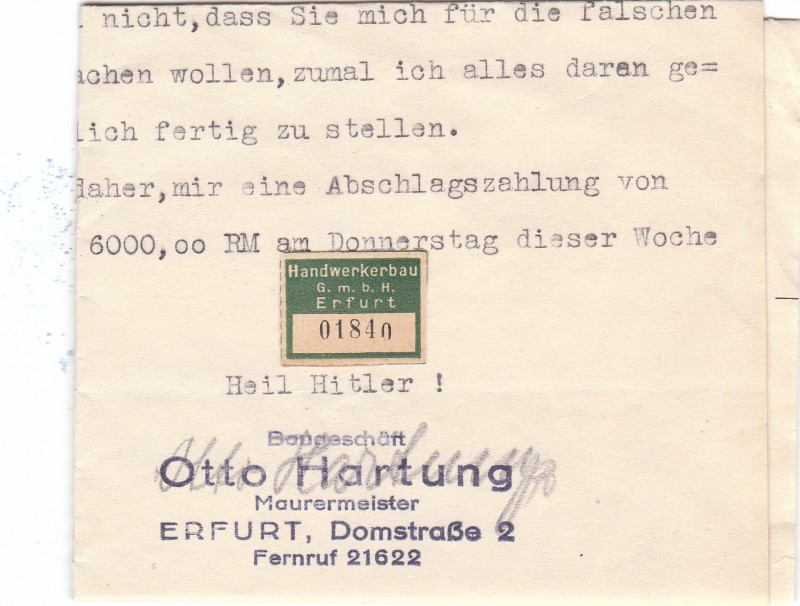 nicht,dass Sie mich für die falschen
achen wollen,zumal ich alles daran ge=
lich fertig zu stellen.
daher,mir eine Abschlagszahlung von
6000,oo RM am Donnerstag dieser Woche
Handwerkerbau
G. m. b. H.
Erfurt
01840
Heil Hitler !
Baugeschäft
Otto Hartung
Otto Hartung
Maurermeister
ERFURT, Domstraße 2
Fernruf 21622